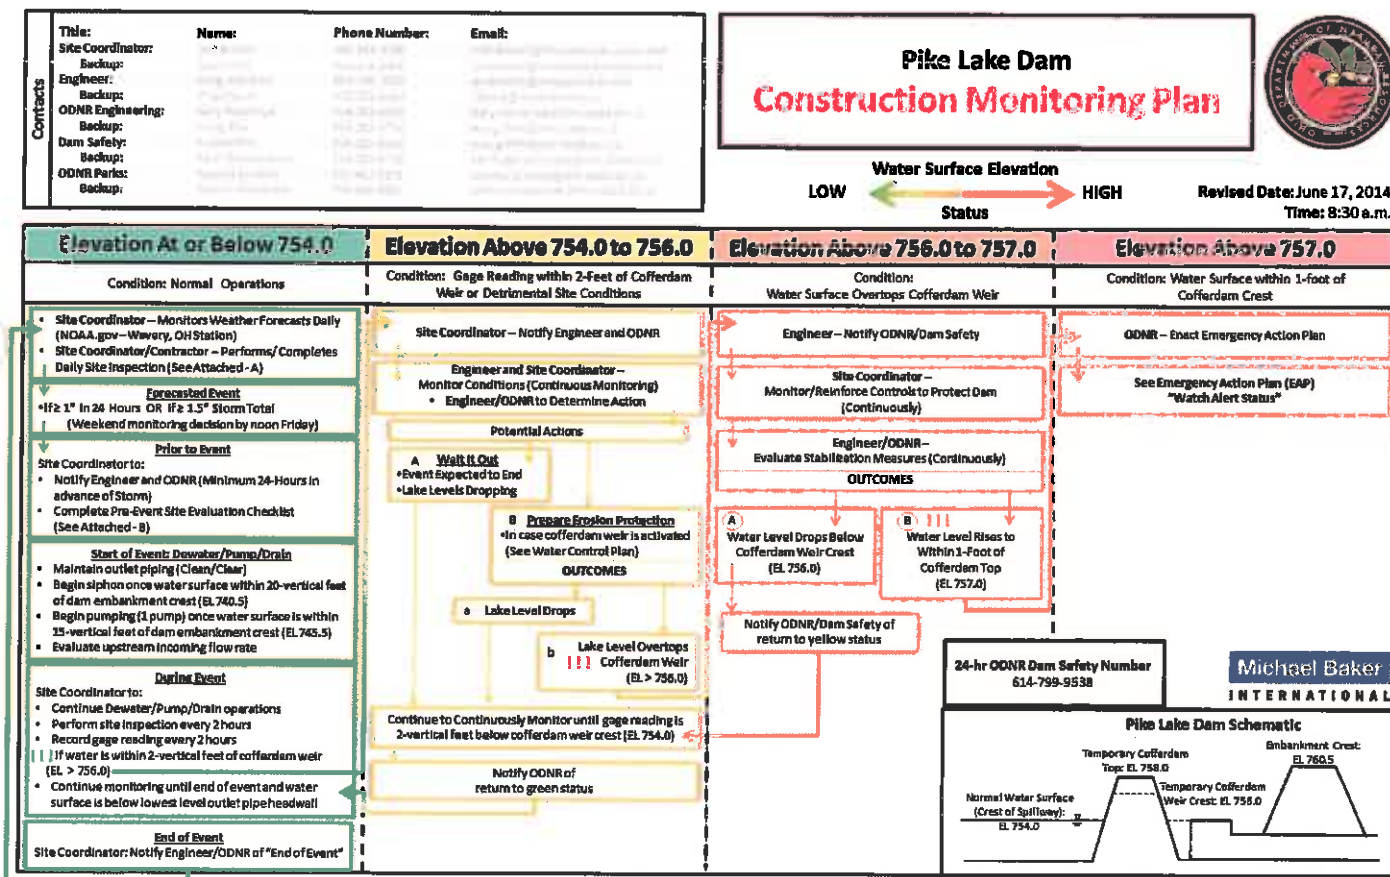 Contacts
Title: Name: Phone Number: Email:
Site Coordinator:
Backup:
Engineer:
Backup:
ODNR Engineering:
Backup:
Dam Safety:
Backup:
ODNR Parks:
Backup:
Pike Lake Dam
Construction Monitoring Plan
Water Surface Elevation
LOW HIGH
Status
Revised Date: June 17, 2014
Time: 8:30 a.m.
Elevation At or Below 754.0
Condition: Normal Operations
• Site Coordinator – Monitors Weather Forecasts Daily
(NOAA.gov – Wavery, OH Station)
• Site Coordinator/Contractor – Performs/Completes
Daily Site Inspection (See Attached - A)
Forecasted Event
•If ≥ 1" in 24 Hours OR if ≥ 1.5" Storm Total
(Weekend monitoring decision by noon Friday)
Prior to Event
Site Coordinator to:
• Notify Engineer and ODNR (Minimum 24-Hours in
advance of Storm)
• Complete Pre-Event Site Evaluation Checklist
(See Attached - B)
Start of Event: Dewater/Pump/Drain
• Maintain outlet piping (Clean/Clear)
• Begin siphon once water surface within 20-vertical feet
of dam embankment crest (EL 740.5)
• Begin pumping (1 pump) once water surface is within
15-vertical feet of dam embankment crest (EL 745.5)
• Evaluate upstream incoming flow rate
During Event
Site Coordinator to:
• Continue Dewater/Pump/Drain operations
• Perform site inspection every 2 hours
• Record gage reading every 2 hours
!!! If water is within 2-vertical feet of cofferdam weir
(EL > 756.0)
• Continue monitoring until end of event and water
surface is below lowest level outlet pipe headwall
End of Event
Site Coordinator: Notify Engineer/ODNR of "End of Event"
Elevation Above 754.0 to 756.0
Condition: Gage Reading within 2-Feet of Cofferdam
Weir or Detrimental Site Conditions
Site Coordinator – Notify Engineer and ODNR
Engineer and Site Coordinator –
Monitor Conditions (Continuous Monitoring)
• Engineer/ODNR to Determine Action
Potential Actions
A Wait it Out
•Event Expected to End
•Lake Levels Dropping
B Prepare Erosion Protection
•In case cofferdam weir is activated
(See Water Control Plan)
OUTCOMES
a Lake Level Drops
b Lake Level Overtops
!!! Cofferdam Weir
(EL > 756.0)
Continue to Continuously Monitor until gage reading is
2-vertical feet below cofferdam weir crest (EL 754.0)
Notify ODNR of
return to green status
Elevation Above 756.0 to 757.0
Condition:
Water Surface Overtops Cofferdam Weir
Engineer – Notify ODNR/Dam Safety
Site Coordinator –
Monitor/Reinforce Controls to Protect Dam
(Continuously)
Engineer/ODNR –
Evaluate Stabilization Measures (Continuously)
OUTCOMES
A
Water Level Drops Below
Cofferdam Weir Crest
(EL 756.0)
B !!!
Water Level Rises to
Within 1-Foot of
Cofferdam Top
(EL 757.0)
Notify ODNR/Dam Safety of
return to yellow status
Elevation Above 757.0
Condition: Water Surface within 1-foot of
Cofferdam Crest
ODNR – Enact Emergency Action Plan
See Emergency Action Plan (EAP)
"Watch Alert Status"
24-hr ODNR Dam Safety Number
614-799-9538
Michael Baker
INTERNATIONAL
Pike Lake Dam Schematic
Temporary Cofferdam
Top: EL 758.0
Embankment Crest:
EL 760.5
Temporary Cofferdam
Weir Crest: EL 756.0
Normal Water Surface
(Crest of Spillway):
EL 754.0